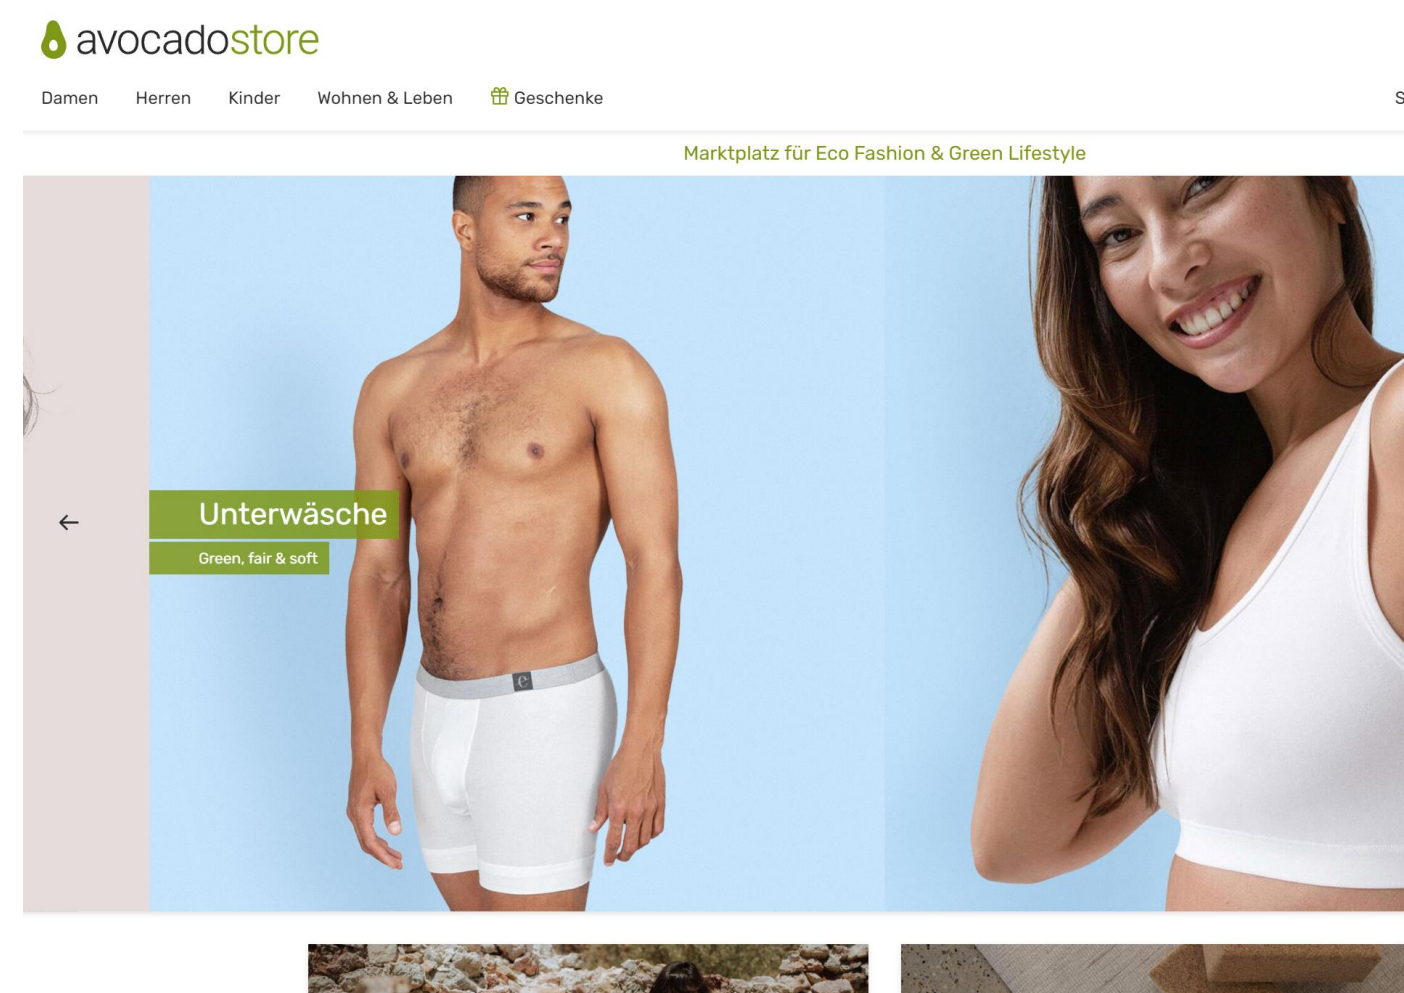 avocadostore
Damen Herren Kinder Wohnen & Leben Geschenke
Marktplatz für Eco Fashion & Green Lifestyle
Unterwäsche
Green, fair & soft
e